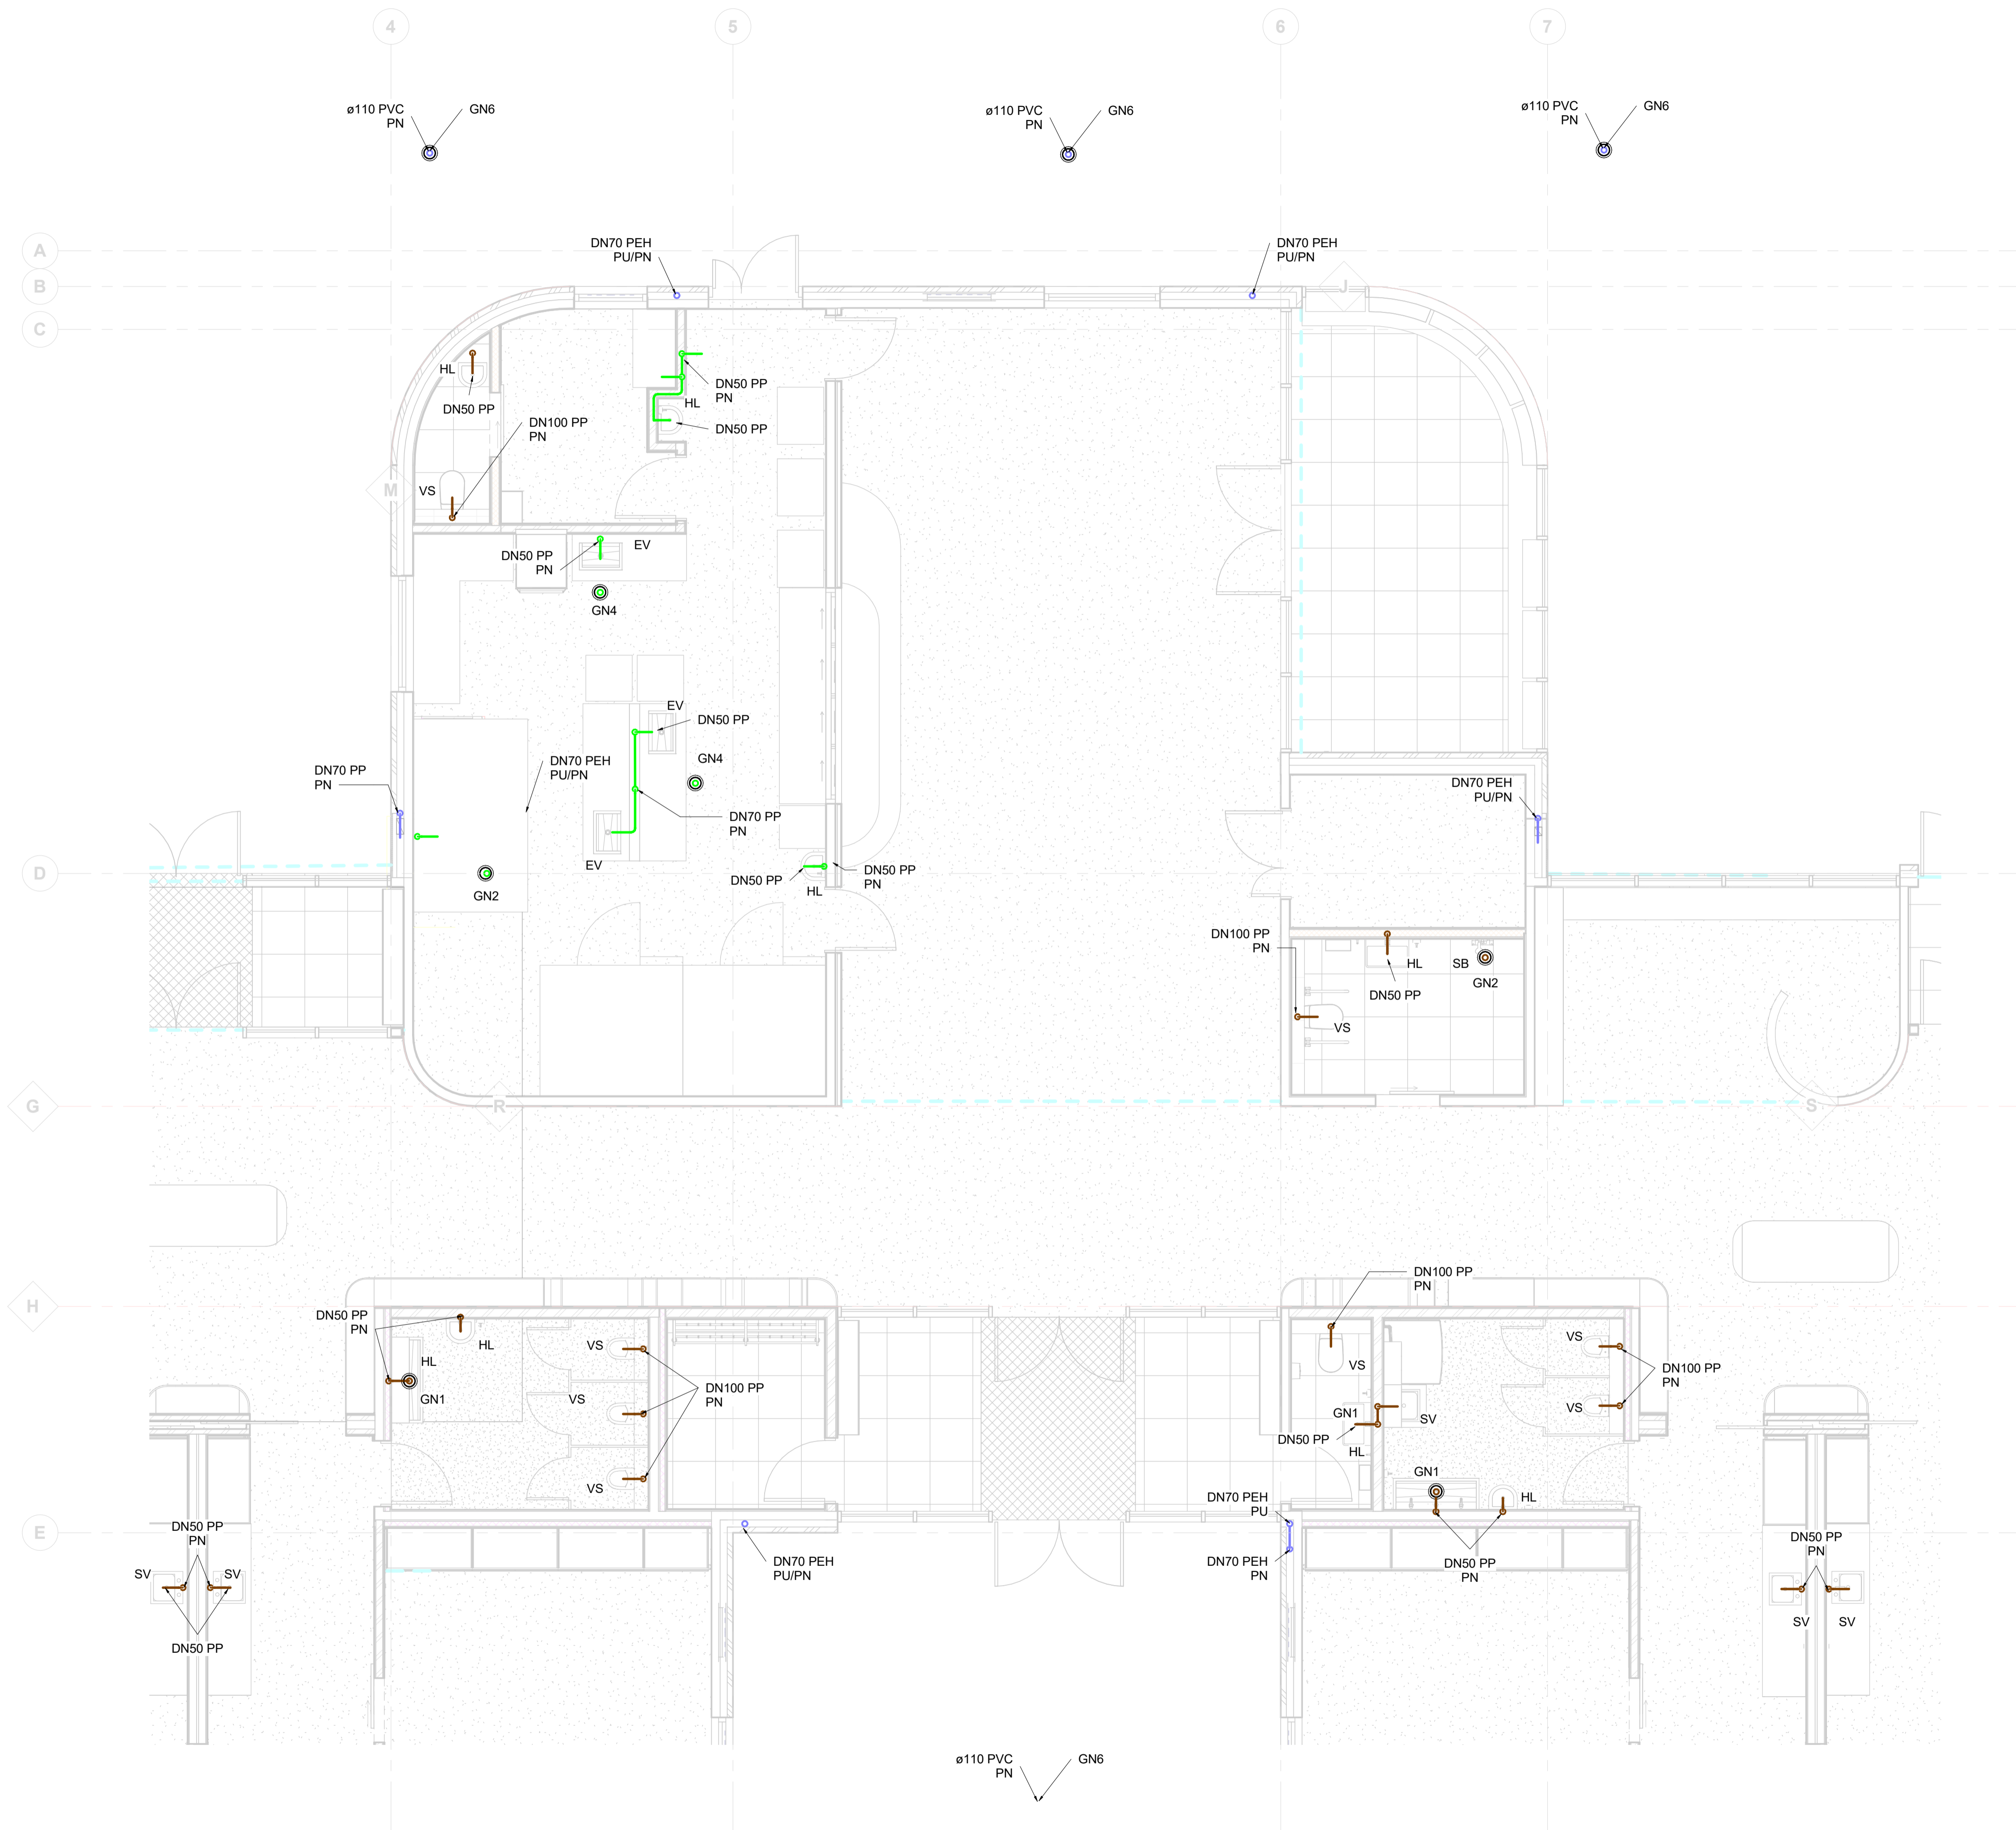 4
5
6
7
ø110 PVC
PN
GN6
ø110 PVC
PN
GN6
ø110 PVC
PN
GN6
A
B
C
DN70 PEH
PU/PN
DN70 PEH
PU/PN
J
HL
DN50 PP
DN100 PP
PN
DN50 PP
PN
HL
DN50 PP
M
VS
DN50 PP
PN
EV
GN4
EV
DN50 PP
GN4
DN70 PP
PN
DN70 PEH
PU/PN
DN70 PP
PN
EV
DN50 PP
HL
DN50 PP
PN
GN2
DN70 PEH
PU/PN
D
DN100 PP
PN
HL
SB
GN2
DN50 PP
VS
G
R
S
H
DN50 PP
PN
HL
HL
GN1
VS
VS
VS
DN100 PP
PN
DN100 PP
PN
VS
GN1
SV
DN50 PP
HL
VS
VS
DN100 PP
PN
GN1
HL
DN50 PP
PN
DN70 PEH
PU
DN70 PEH
PN
DN70 PEH
PU/PN
E
DN50 PP
PN
SV
SV
DN50 PP
DN50 PP
PN
SV
SV
ø110 PVC
PN
GN6